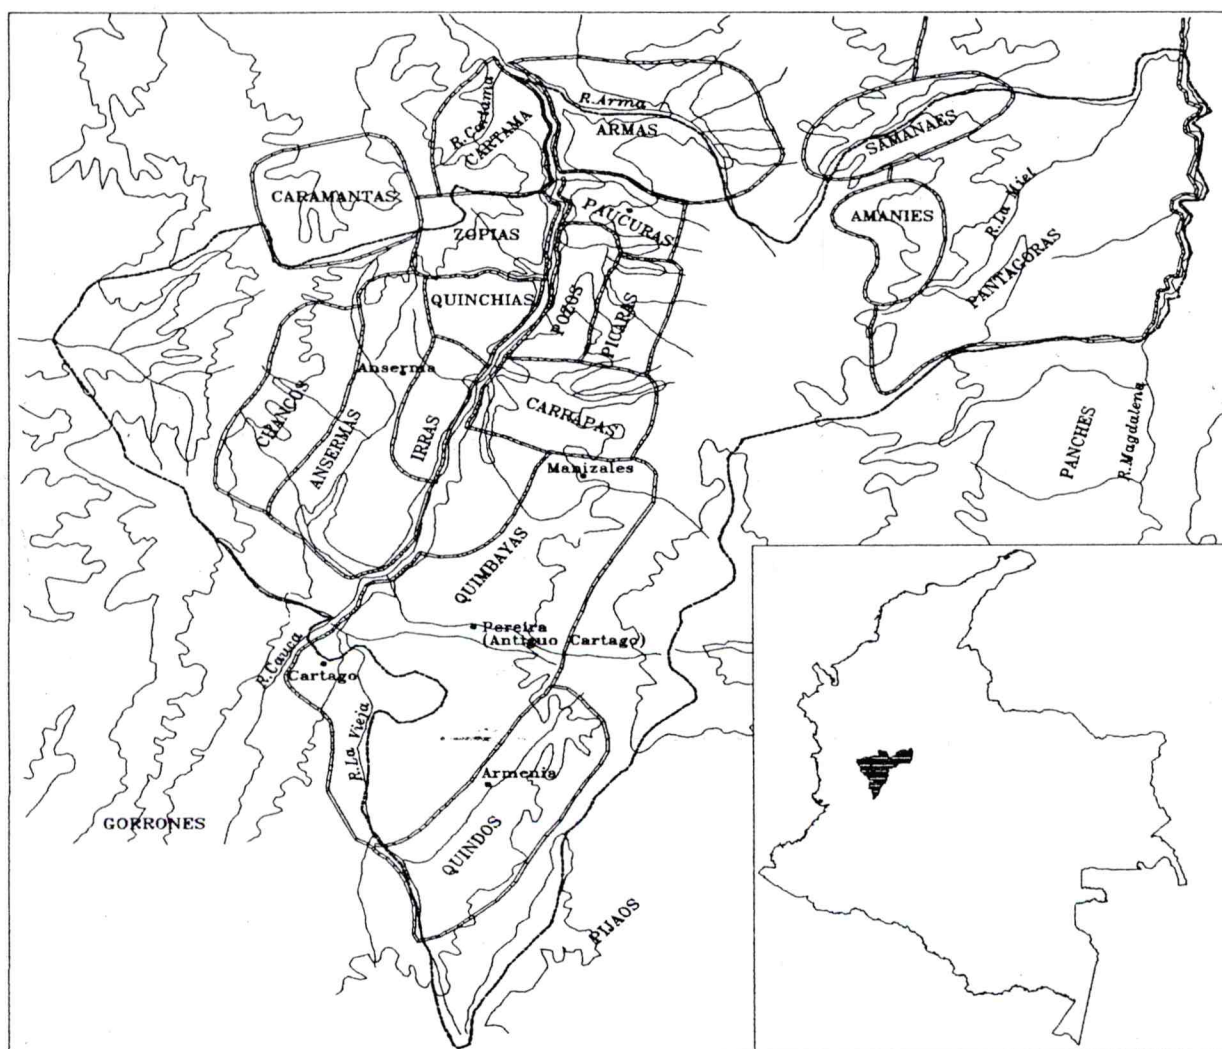 R.Cartama
CARTAMA
R.Arma
ARMAS
SAMANAES
CARAMANTAS
PAUCURAS
AMANIES
R.La Miel
ZOPIAS
PANTAGORAS
QUINCHIAS
POZOS
PICARAS
Anserma
CHANCOS
ANSERMAS
IRRAS
CARRAPAS
PANCHES
R.Magdalena
Manizales
QUIMBAYAS
Pereira
(Antiguo Cartago)
R.Cauca
Cartago
R.La Vieja
Armenia
GORRONES
QUINDOS
PIJAOS